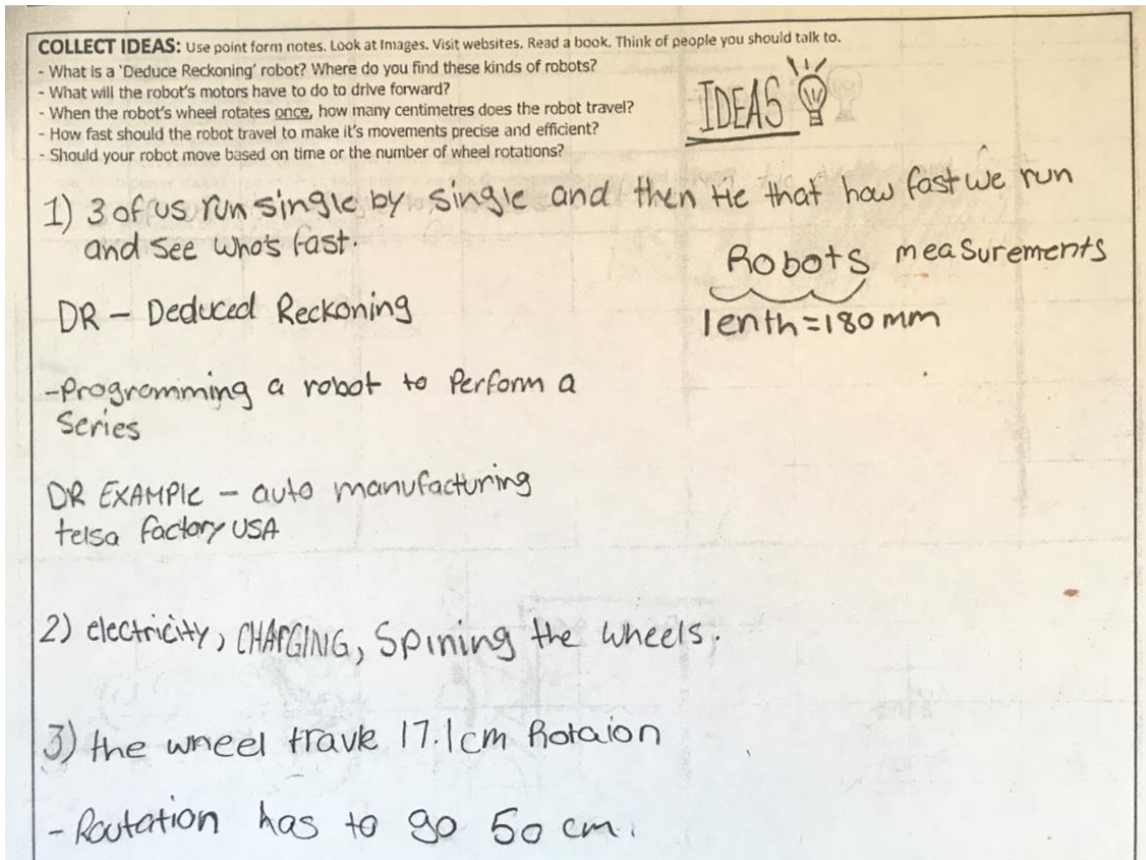 COLLECT IDEAS: Use point form notes. Look at Images. Visit websites. Read a book. Think of people you should talk to.
- What is a 'Deduce Reckoning' robot? Where do you find these kinds of robots?
- What will the robot's motors have to do to drive forward?
- When the robot's wheel rotates once, how many centimetres does the robot travel?
- How fast should the robot travel to make it's movements precise and efficient?
- Should your robot move based on time or the number of wheel rotations?
IDEAS
1) 3 of us run single by single and then tie that how fast we run
and see who's fast.
Robots measurements
lenth=180mm
DR – Deduced Reckoning
-Programming a robot to Perform a
Series
DR EXAMPlE – auto manufacturing
telsa factory USA
2) electricity, CHARGING, Spining the wheels.
3) the wheel travle 17.1cm Rotaion
- Routation has to go 50 cm.